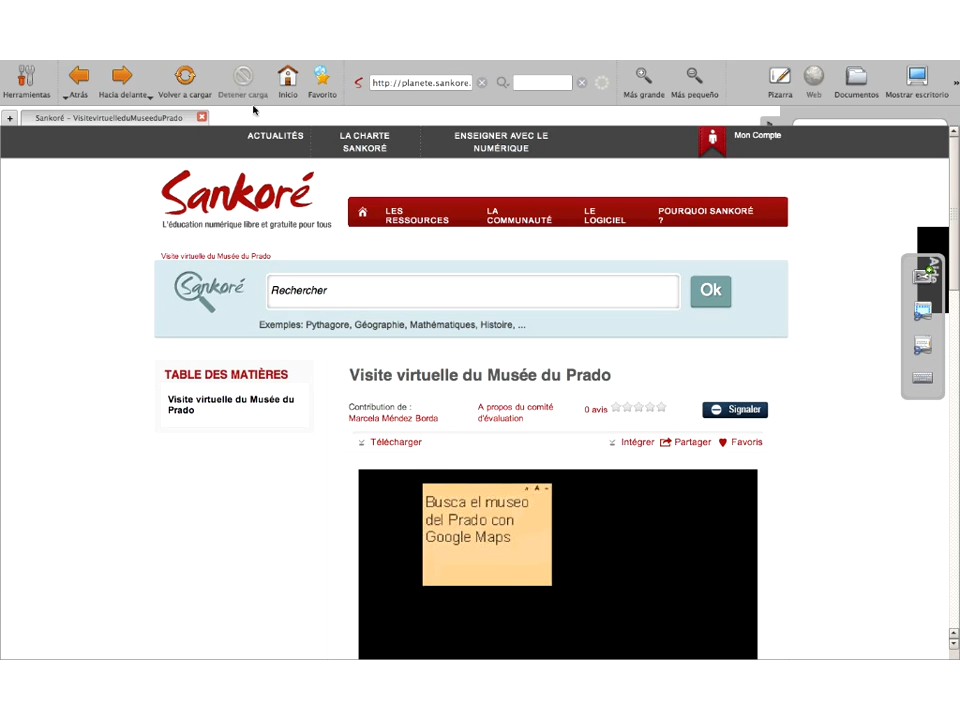 Herramientas
Atrás
Hacia delante
Volver a cargar
Detener carga
Inicio
Favorito
http://planete.sankore.
Más grande
Más pequeño
Pizarra
Web
Documentos
Mostrar escritorio
»
+
Sankoré - VisitevirtuelleduMuseeduPrado
ACTUALITÉS
LA CHARTE
SANKORÉ
ENSEIGNER AVEC LE
NUMÉRIQUE
Mon Compte
Sankoré
L'éducation numérique libre et gratuite pour tous
LES
RESSOURCES
LA
COMMUNAUTÉ
LE
LOGICIEL
POURQUOI SANKORÉ
?
Visite virtuelle du Musée du Prado
Sankoré
Rechercher
Ok
Exemples: Pythagore, Géographie, Mathématiques, Histoire, ...
TABLE DES MATIÈRES
Visite virtuelle du Musée du
Prado
Visite virtuelle du Musée du Prado
Contribution de :
Marcela Méndez Borda
A propos du comité
d'évaluation
0 avis
Signaler
Télécharger
Intégrer
Partager
Favoris
Busca el museo
del Prado con
Google Maps